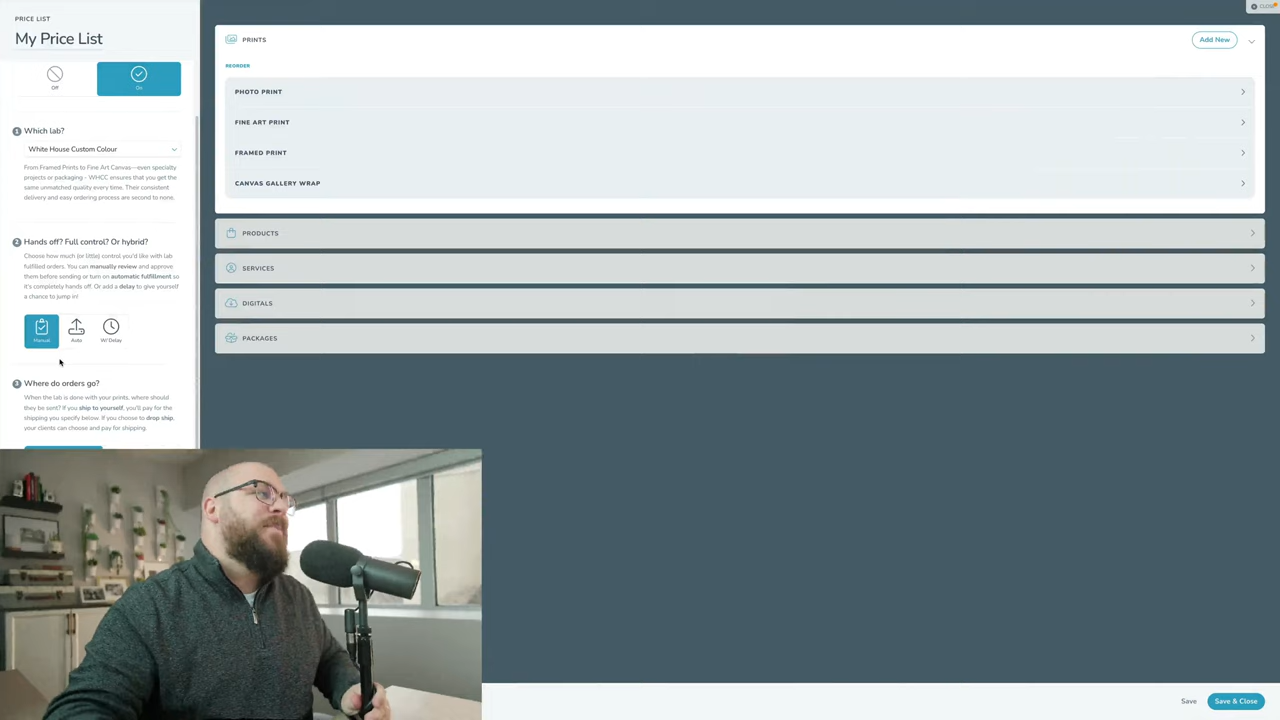 PRICE LIST
My Price List
Off
On
1 Which lab?
White House Custom Colour
From Framed Prints to Fine Art Canvas—even specialty
projects or packaging - WHCC ensures that you get the
same unmatched quality every time. Their consistent
delivery and easy ordering process are second to none.
2 Hands off? Full control? Or hybrid?
Choose how much (or little) control you'd like with lab
fulfilled orders. You can manually review and approve
them before sending or turn on automatic fulfillment so
it's completely hands off. Or add a delay to give yourself
a chance to jump in!
Manual
Auto
W/ Delay
3 Where do orders go?
When the lab is done with your prints, where should
they be sent? If you ship to yourself, you'll pay for the
shipping you specify below. If you choose to drop ship,
your clients can choose and pay for shipping.
CLOSE
PRINTS
Add New
REORDER
PHOTO PRINT
FINE ART PRINT
FRAMED PRINT
CANVAS GALLERY WRAP
PRODUCTS
SERVICES
DIGITALS
PACKAGES
Save
Save & Close